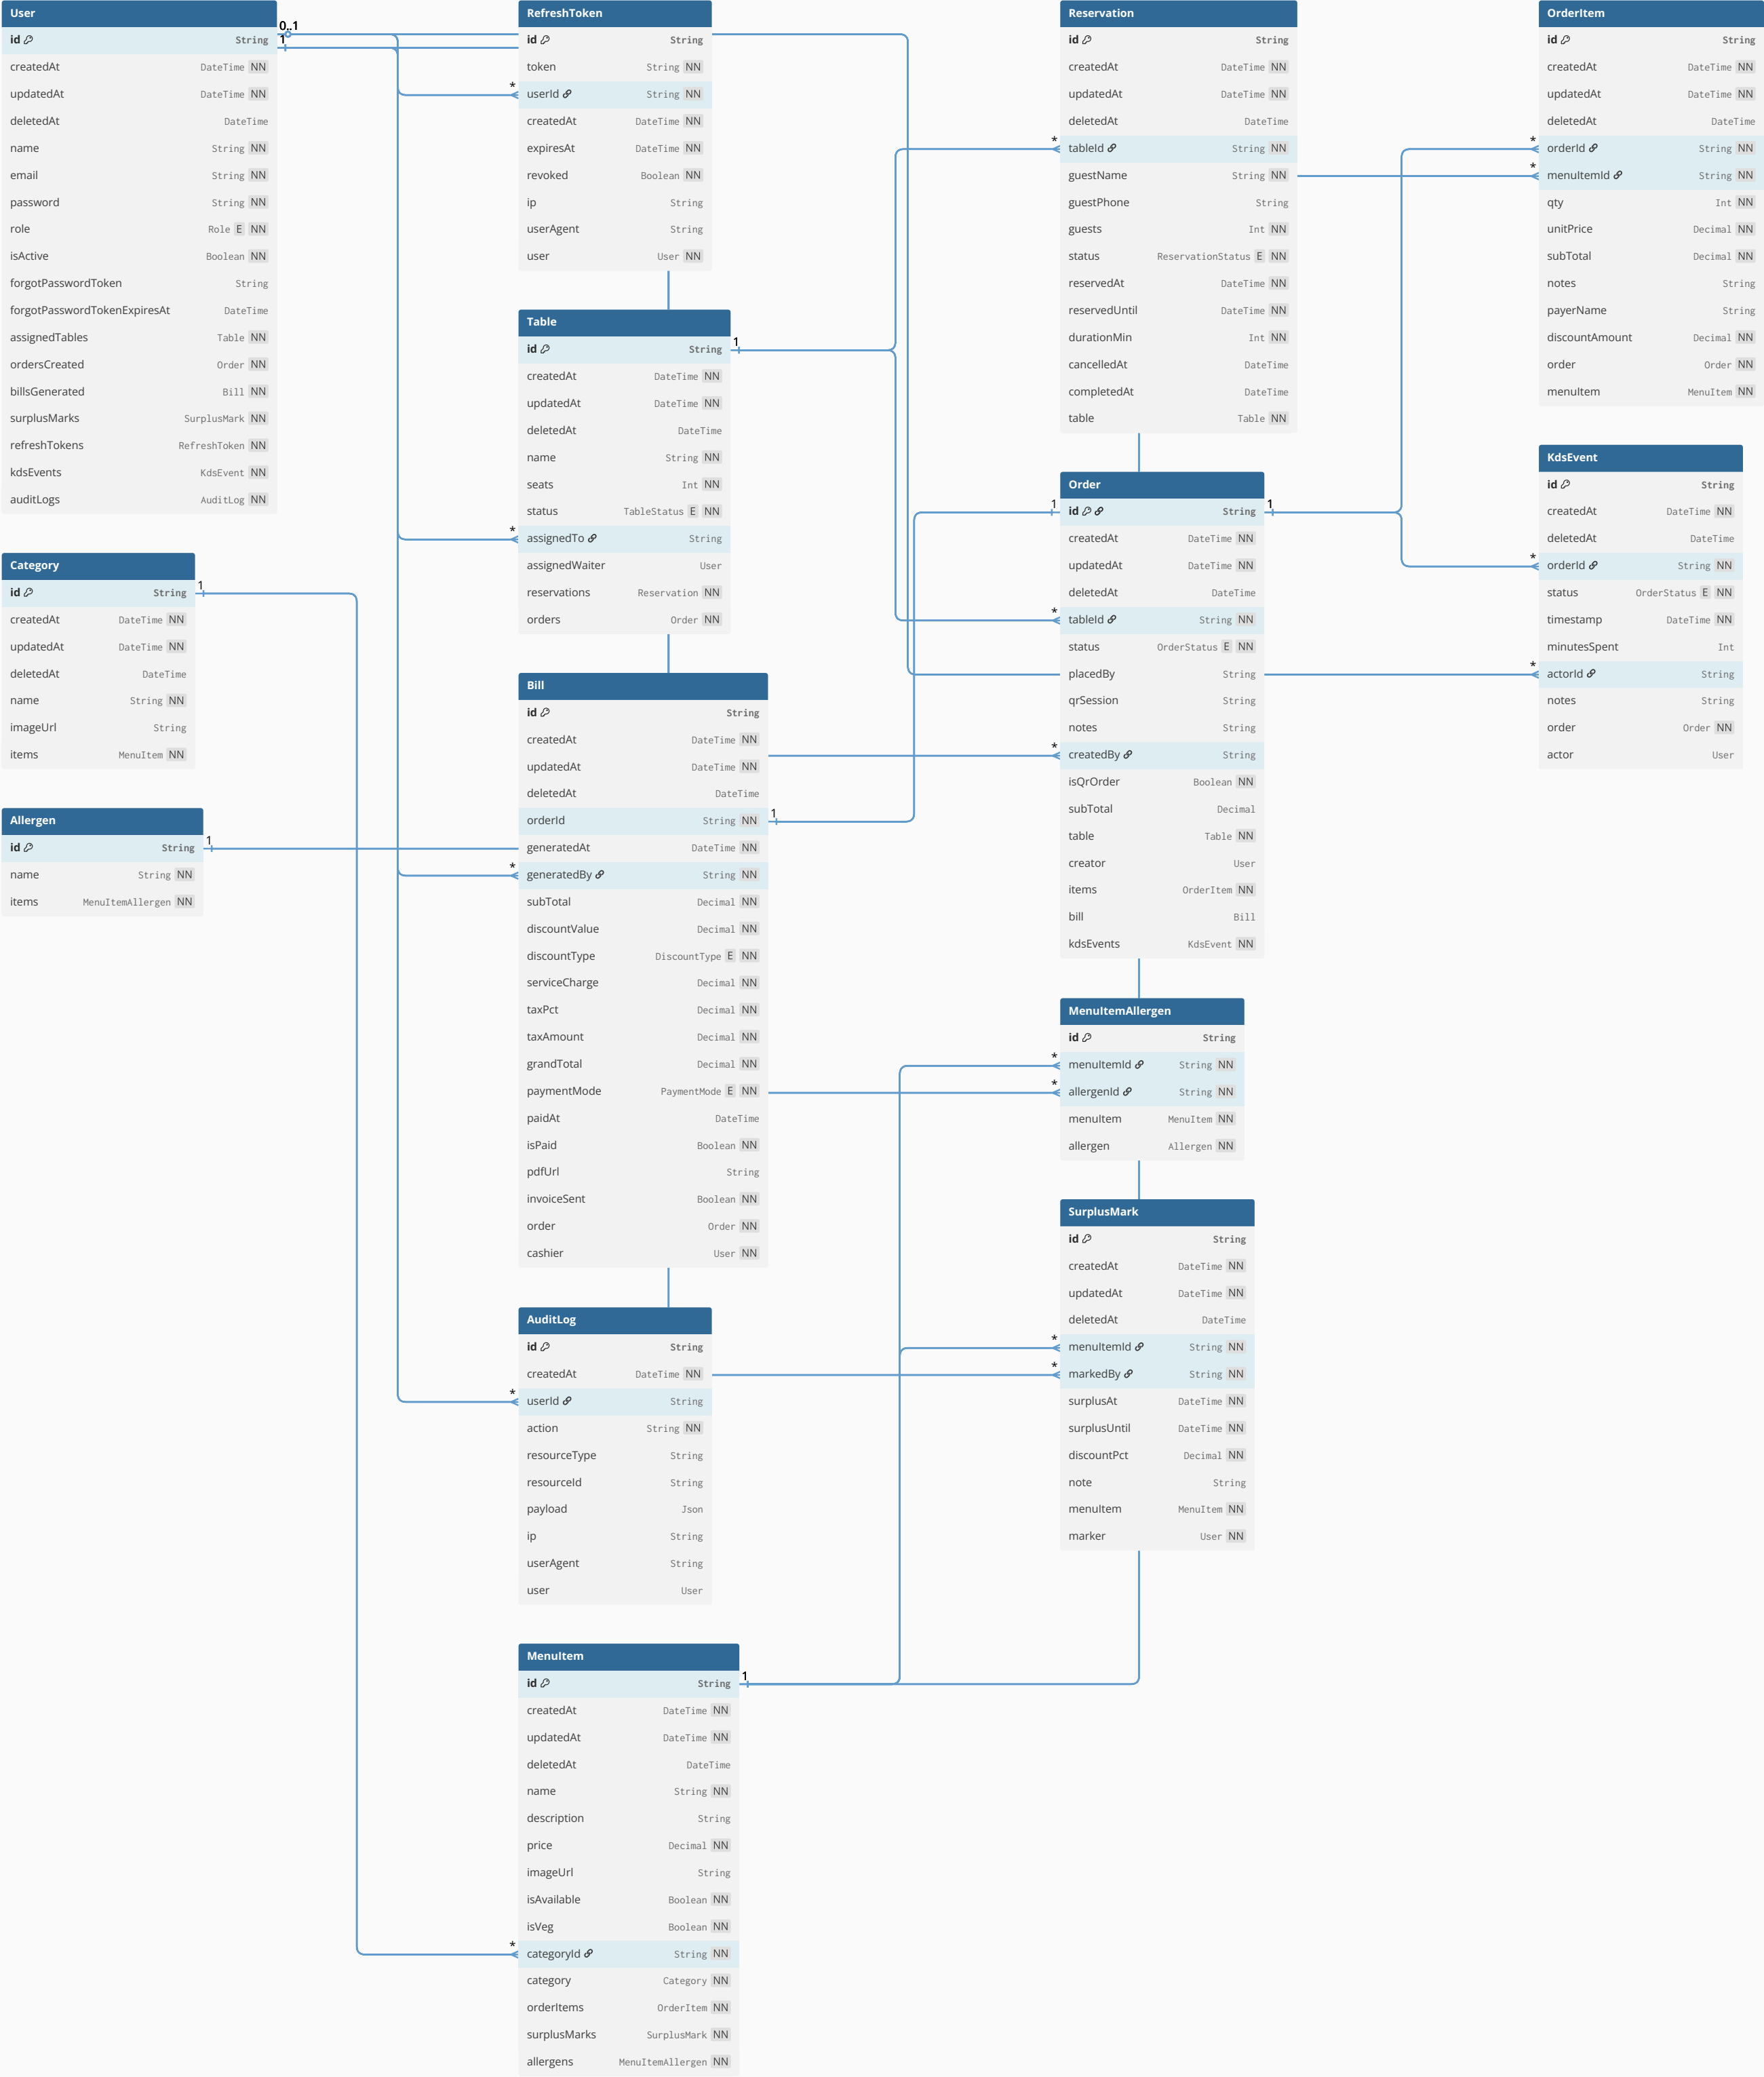 User
id String
createdAt DateTime NN
updatedAt DateTime NN
deletedAt DateTime
name String NN
email String NN
password String NN
role Role E NN
isActive Boolean NN
forgotPasswordToken String
forgotPasswordTokenExpiresAt DateTime
assignedTables Table NN
ordersCreated Order NN
billsGenerated Bill NN
surplusMarks SurplusMark NN
refreshTokens RefreshToken NN
kdsEvents KdsEvent NN
auditLogs AuditLog NN
0..1
1
Category
id String
1
createdAt DateTime NN
updatedAt DateTime NN
deletedAt DateTime
name String NN
imageUrl String
items MenuItem NN
Allergen
id String
1
name String NN
items MenuItemAllergen NN
RefreshToken
id String
token String NN
* userId String NN
createdAt DateTime NN
expiresAt DateTime NN
revoked Boolean NN
ip String
userAgent String
user User NN
Table
id String
1
createdAt DateTime NN
updatedAt DateTime NN
deletedAt DateTime
name String NN
seats Int NN
status TableStatus E NN
* assignedTo String
assignedWaiter User
reservations Reservation NN
orders Order NN
Bill
id String
createdAt DateTime NN
updatedAt DateTime NN
deletedAt DateTime
orderId String NN
1
generatedAt DateTime NN
* generatedBy String NN
subTotal Decimal NN
discountValue Decimal NN
discountType DiscountType E NN
serviceCharge Decimal NN
taxPct Decimal NN
taxAmount Decimal NN
grandTotal Decimal NN
paymentMode PaymentMode E NN
paidAt DateTime
isPaid Boolean NN
pdfUrl String
invoiceSent Boolean NN
order Order NN
cashier User NN
AuditLog
id String
createdAt DateTime NN
* userId String
action String NN
resourceType String
resourceId String
payload Json
ip String
userAgent String
user User
MenuItem
id String
1
createdAt DateTime NN
updatedAt DateTime NN
deletedAt DateTime
name String NN
description String
price Decimal NN
imageUrl String
isAvailable Boolean NN
isVeg Boolean NN
* categoryId String NN
category Category NN
orderItems OrderItem NN
surplusMarks SurplusMark NN
allergens MenuItemAllergen NN
Reservation
id String
createdAt DateTime NN
updatedAt DateTime NN
deletedAt DateTime
* tableId String NN
guestName String NN
guestPhone String
guests Int NN
status ReservationStatus E NN
reservedAt DateTime NN
reservedUntil DateTime NN
durationMin Int NN
cancelledAt DateTime
completedAt DateTime
table Table NN
Order
1 id String 1
createdAt DateTime NN
updatedAt DateTime NN
deletedAt DateTime
* tableId String NN
status OrderStatus E NN
placedBy String
qrSession String
notes String
* createdBy String
isQrOrder Boolean NN
subTotal Decimal
table Table NN
creator User
items OrderItem NN
bill Bill
kdsEvents KdsEvent NN
MenuItemAllergen
id String
* menuItemId String NN
* allergenId String NN
menuItem MenuItem NN
allergen Allergen NN
SurplusMark
id String
createdAt DateTime NN
updatedAt DateTime NN
deletedAt DateTime
* menuItemId String NN
* markedBy String NN
surplusAt DateTime NN
surplusUntil DateTime NN
discountPct Decimal NN
note String
menuItem MenuItem NN
marker User NN
OrderItem
id String
createdAt DateTime NN
updatedAt DateTime NN
deletedAt DateTime
* orderId String NN
* menuItemId String NN
qty Int NN
unitPrice Decimal NN
subTotal Decimal NN
notes String
payerName String
discountAmount Decimal NN
order Order NN
menuItem MenuItem NN
KdsEvent
id String
createdAt DateTime NN
deletedAt DateTime
* orderId String NN
status OrderStatus E NN
timestamp DateTime NN
minutesSpent Int
* actorId String
notes String
order Order NN
actor User